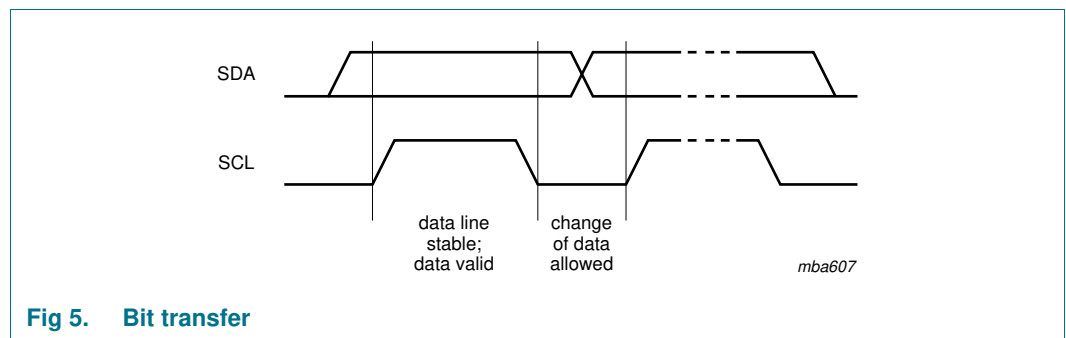 SDA
SCL
data line
stable;
data valid
change
of data
allowed
mba607
Fig 5. Bit transfer